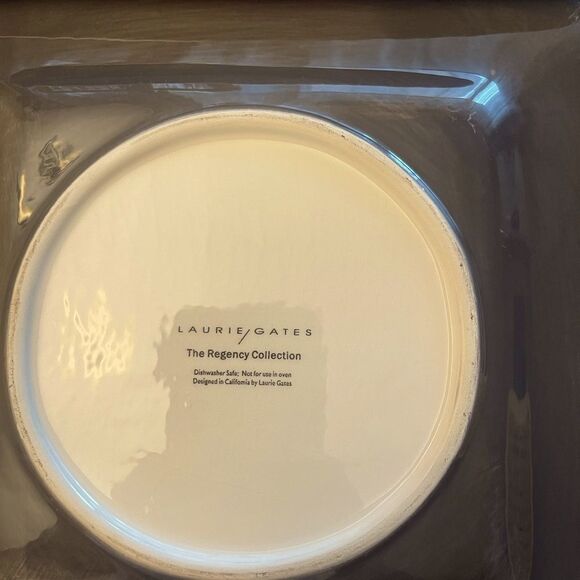 LAURIE/GATES
The Regency Collection
Dishwasher Safe; Not for use in oven
Designed in California by Laurie Gates